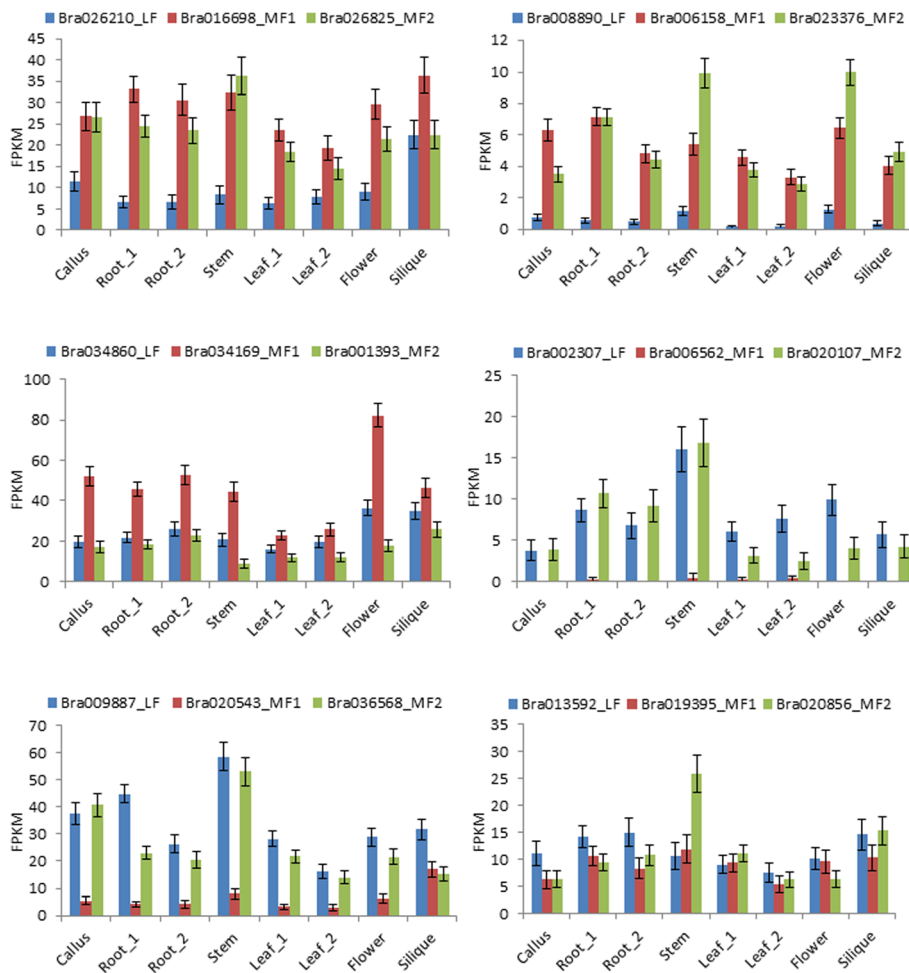 Bra026210_LF Bra016698_MF1 Bra026825_MF2
45
40
35
30
25
20
15
10
5
0
FPKM
Callus Root_1 Root_2 Stem Leaf_1 Leaf_2 Flower Silique
Bra008890_LF Bra006158_MF1 Bra023376_MF2
12
10
8
6
4
2
0
FPKM
Callus Root_1 Root_2 Stem Leaf_1 Leaf_2 Flower Silique
Bra034860_LF Bra034169_MF1 Bra001393_MF2
100
80
60
40
20
0
FPKM
Callus Root_1 Root_2 Stem Leaf_1 Leaf_2 Flower Silique
Bra002307_LF Bra006562_MF1 Bra020107_MF2
25
20
15
10
5
0
FPKM
Callus Root_1 Root_2 Stem Leaf_1 Leaf_2 Flower Silique
Bra009887_LF Bra020543_MF1 Bra036568_MF2
70
60
50
40
30
20
10
0
FPKM
Callus Root_1 Root_2 Stem Leaf_1 Leaf_2 Flower Silique
Bra013592_LF Bra019395_MF1 Bra020856_MF2
35
30
25
20
15
10
5
0
FPKM
Callus Root_1 Root_2 Stem Leaf_1 Leaf_2 Flower Silique